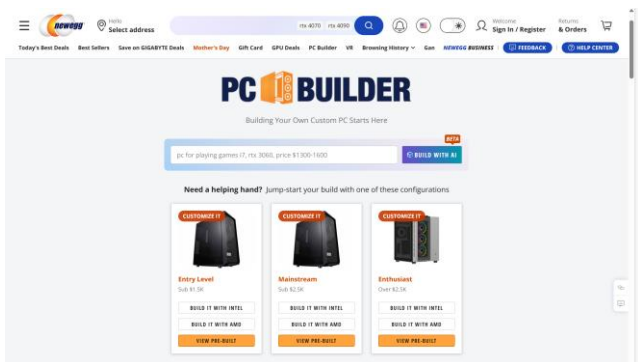 newegg
Hello
Select address
rtx 4070 rtx 4090
Welcome
Sign In / Register
Returns
& Orders
Today's Best Deals Best Sellers Save on GIGABYTE Deals Mother's Day Gift Card GPU Deals PC Builder VR Browsing History Gan NEWEGG BUSINESS FEEDBACK HELP CENTER
PC BUILDER
Building Your Own Custom PC Starts Here
BETA
pc for playing games i7, rtx 3060, price $1300-1600 BUILD WITH AI
Need a helping hand? Jump-start your build with one of these configurations
CUSTOMIZE IT CUSTOMIZE IT CUSTOMIZE IT
Entry Level Mainstream Enthusiast
Sub $1.5K Sub $2.5K Over $2.5K
BUILD IT WITH INTEL BUILD IT WITH INTEL BUILD IT WITH INTEL
BUILD IT WITH AMD BUILD IT WITH AMD BUILD IT WITH AMD
VIEW PRE-BUILT VIEW PRE-BUILT VIEW PRE-BUILT